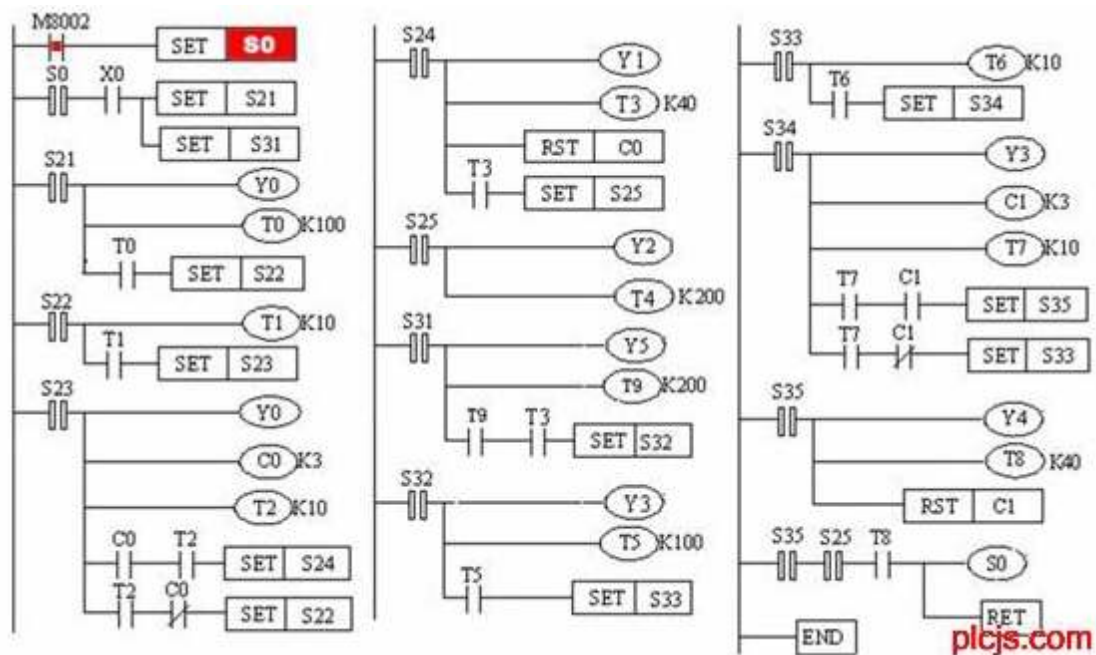 M8002
SET S0
S0 X0
SET S21
SET S31
S21
Y0
T0 K100
T0
SET S22
S22
T1 K10
T1
SET S23
S23
Y0
C0 K3
T2 K10
C0 T2
SET S24
T2 C0
SET S22
S24
Y1
T3 K40
RST C0
T3
SET S25
S25
Y2
T4 K200
S31
Y5
T9 K200
T9 T3
SET S32
S32
Y3
T5 K100
T5
SET S33
S33
T6 K10
T6
SET S34
S34
Y3
C1 K3
T7 K10
T7 C1
SET S35
T7 C1
SET S33
S35
Y4
T8 K40
RST C1
S35 S25 T8
S0
RET
END
plcjs.com